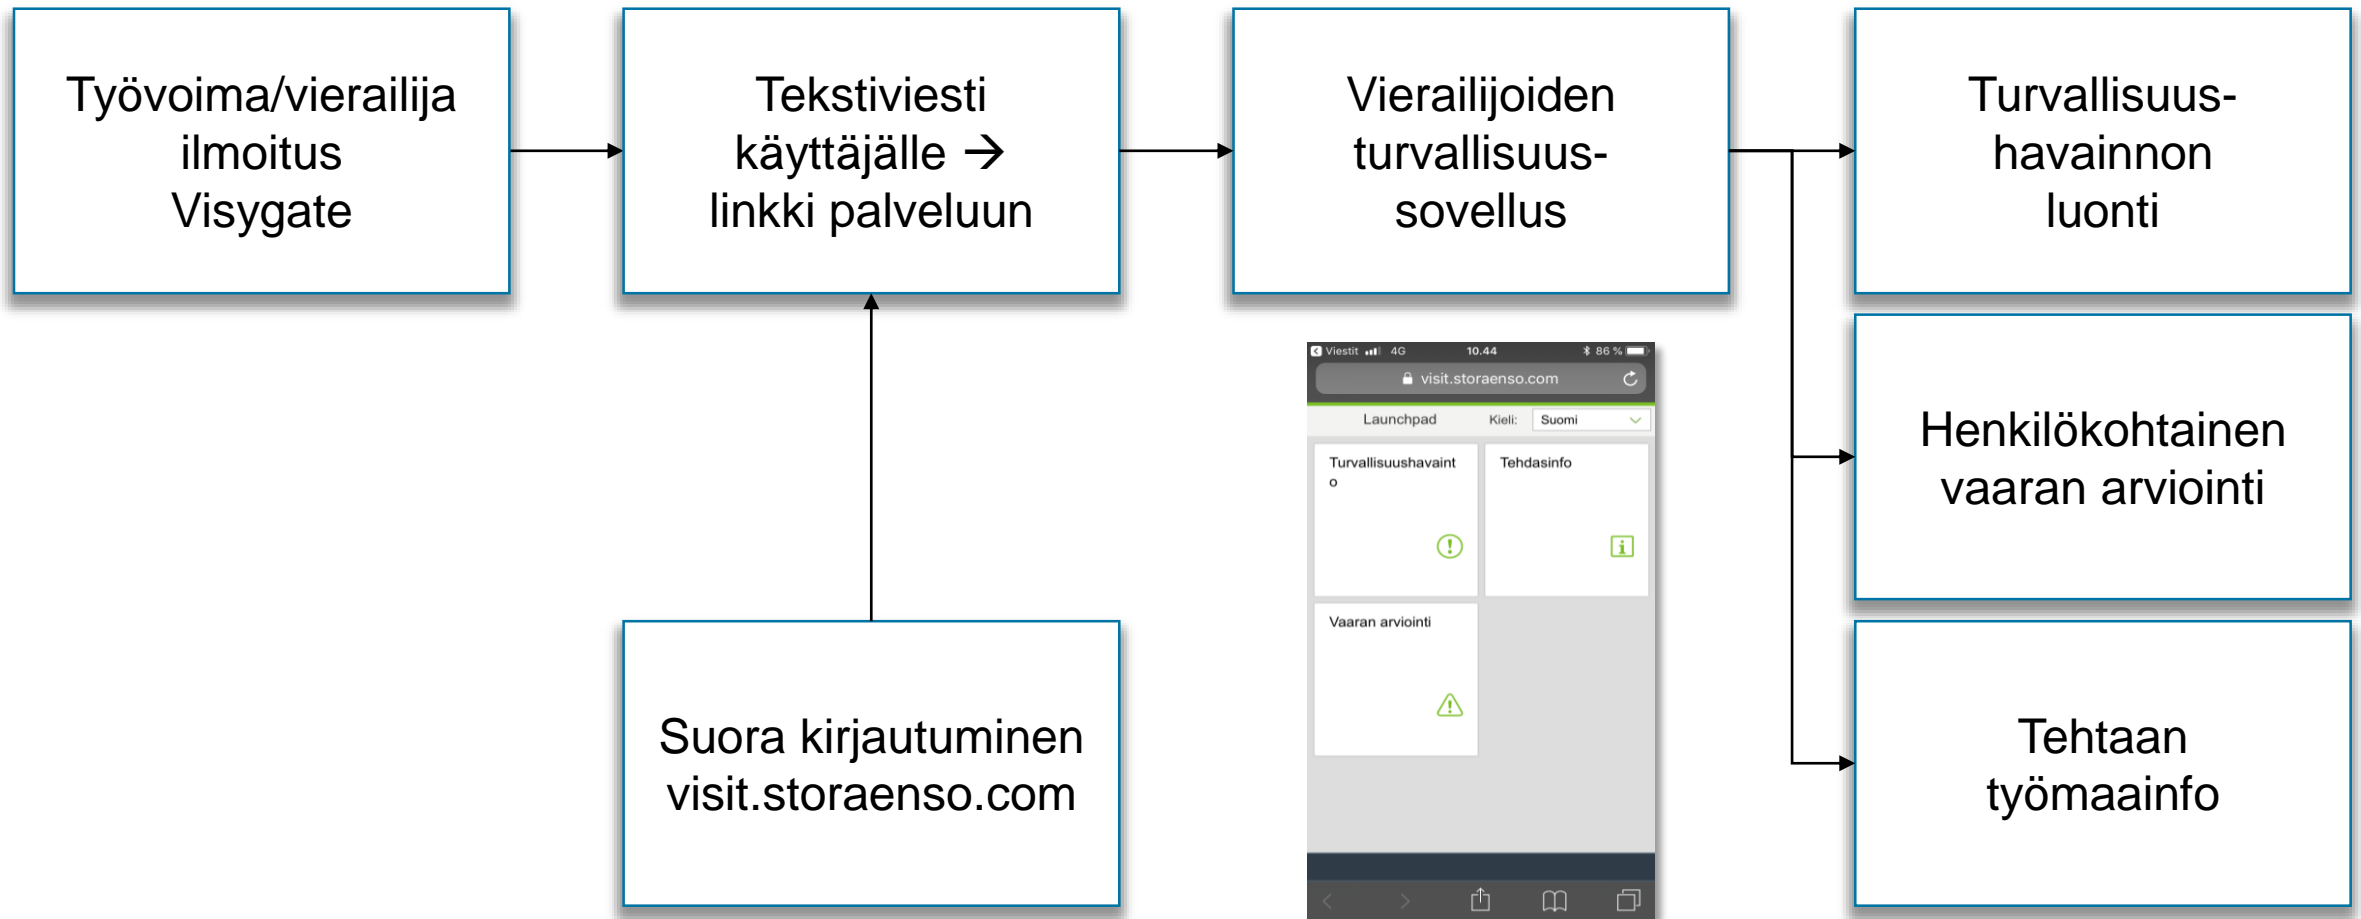 Työvoima/vierailija
ilmoitus
Visygate
Tekstiviesti
käyttäjälle →
linkki palveluun
Vierailijoiden
turvallisuus-
sovellus
Turvallisuus-
havainnon
luonti
Henkilökohtainen
vaaran arviointi
Tehtaan
työmaainfo
Suora kirjautuminen
visit.storaenso.com
Viestit 4G 10.44 86 %
visit.storaenso.com
Launchpad Kieli: Suomi
Turvallisuushavaint
o
Tehdasinfo
Vaaran arviointi